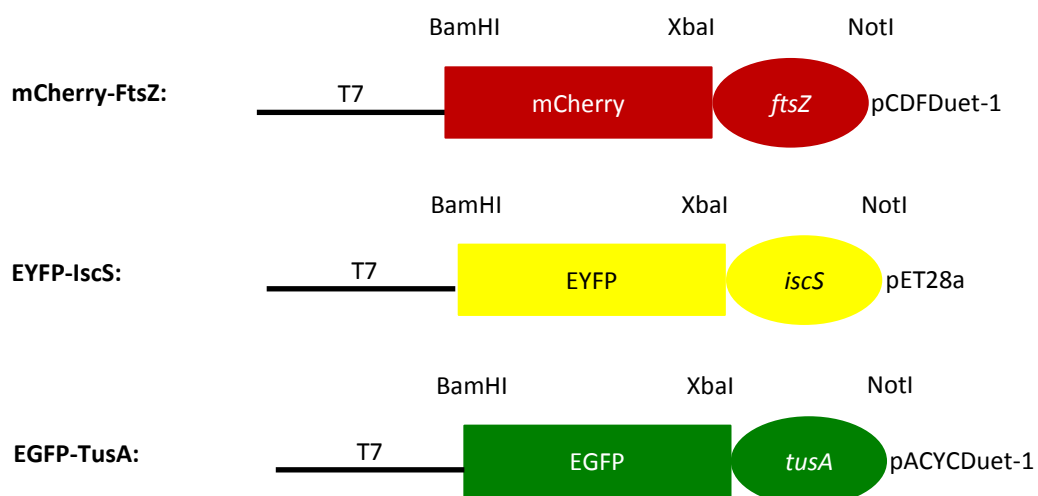 BamHI XbaI NotI
mCherry-FtsZ: T7 mCherry ftsZ pCDFDuet-1
BamHI XbaI NotI
EYFP-IscS: T7 EYFP iscS pET28a
BamHI XbaI NotI
EGFP-TusA: T7 EGFP tusA pACYCDuet-1